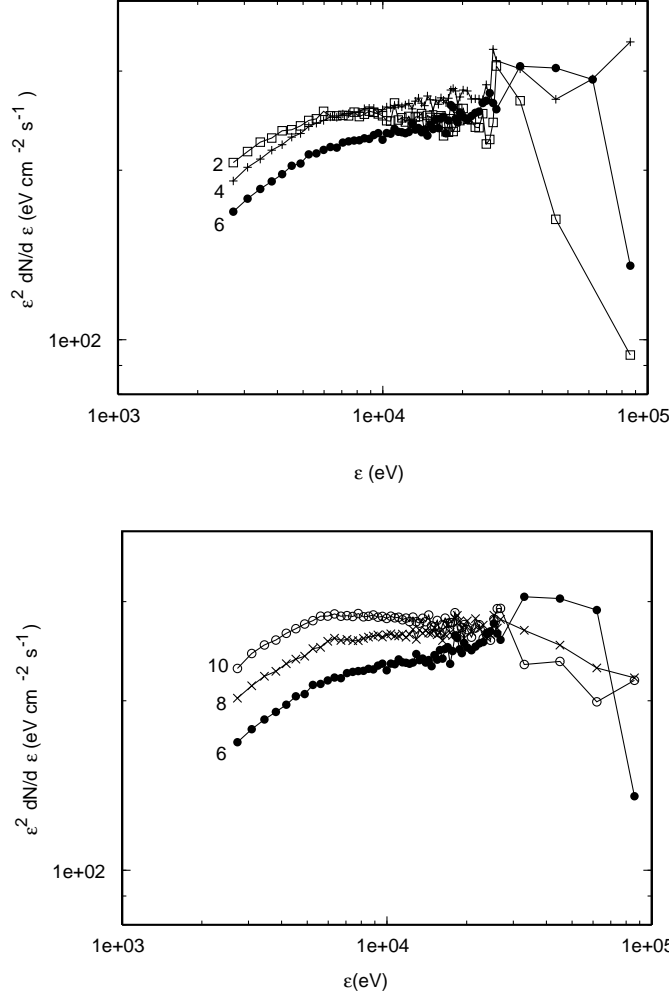 ε² dN/d ε (eV cm⁻² s⁻¹)
2
4
6
1e+02
1e+03
1e+04
1e+05
ε (eV)
ε² dN/d ε (eV cm⁻² s⁻¹)
10
8
6
1e+02
1e+03
1e+04
1e+05
ε(eV)